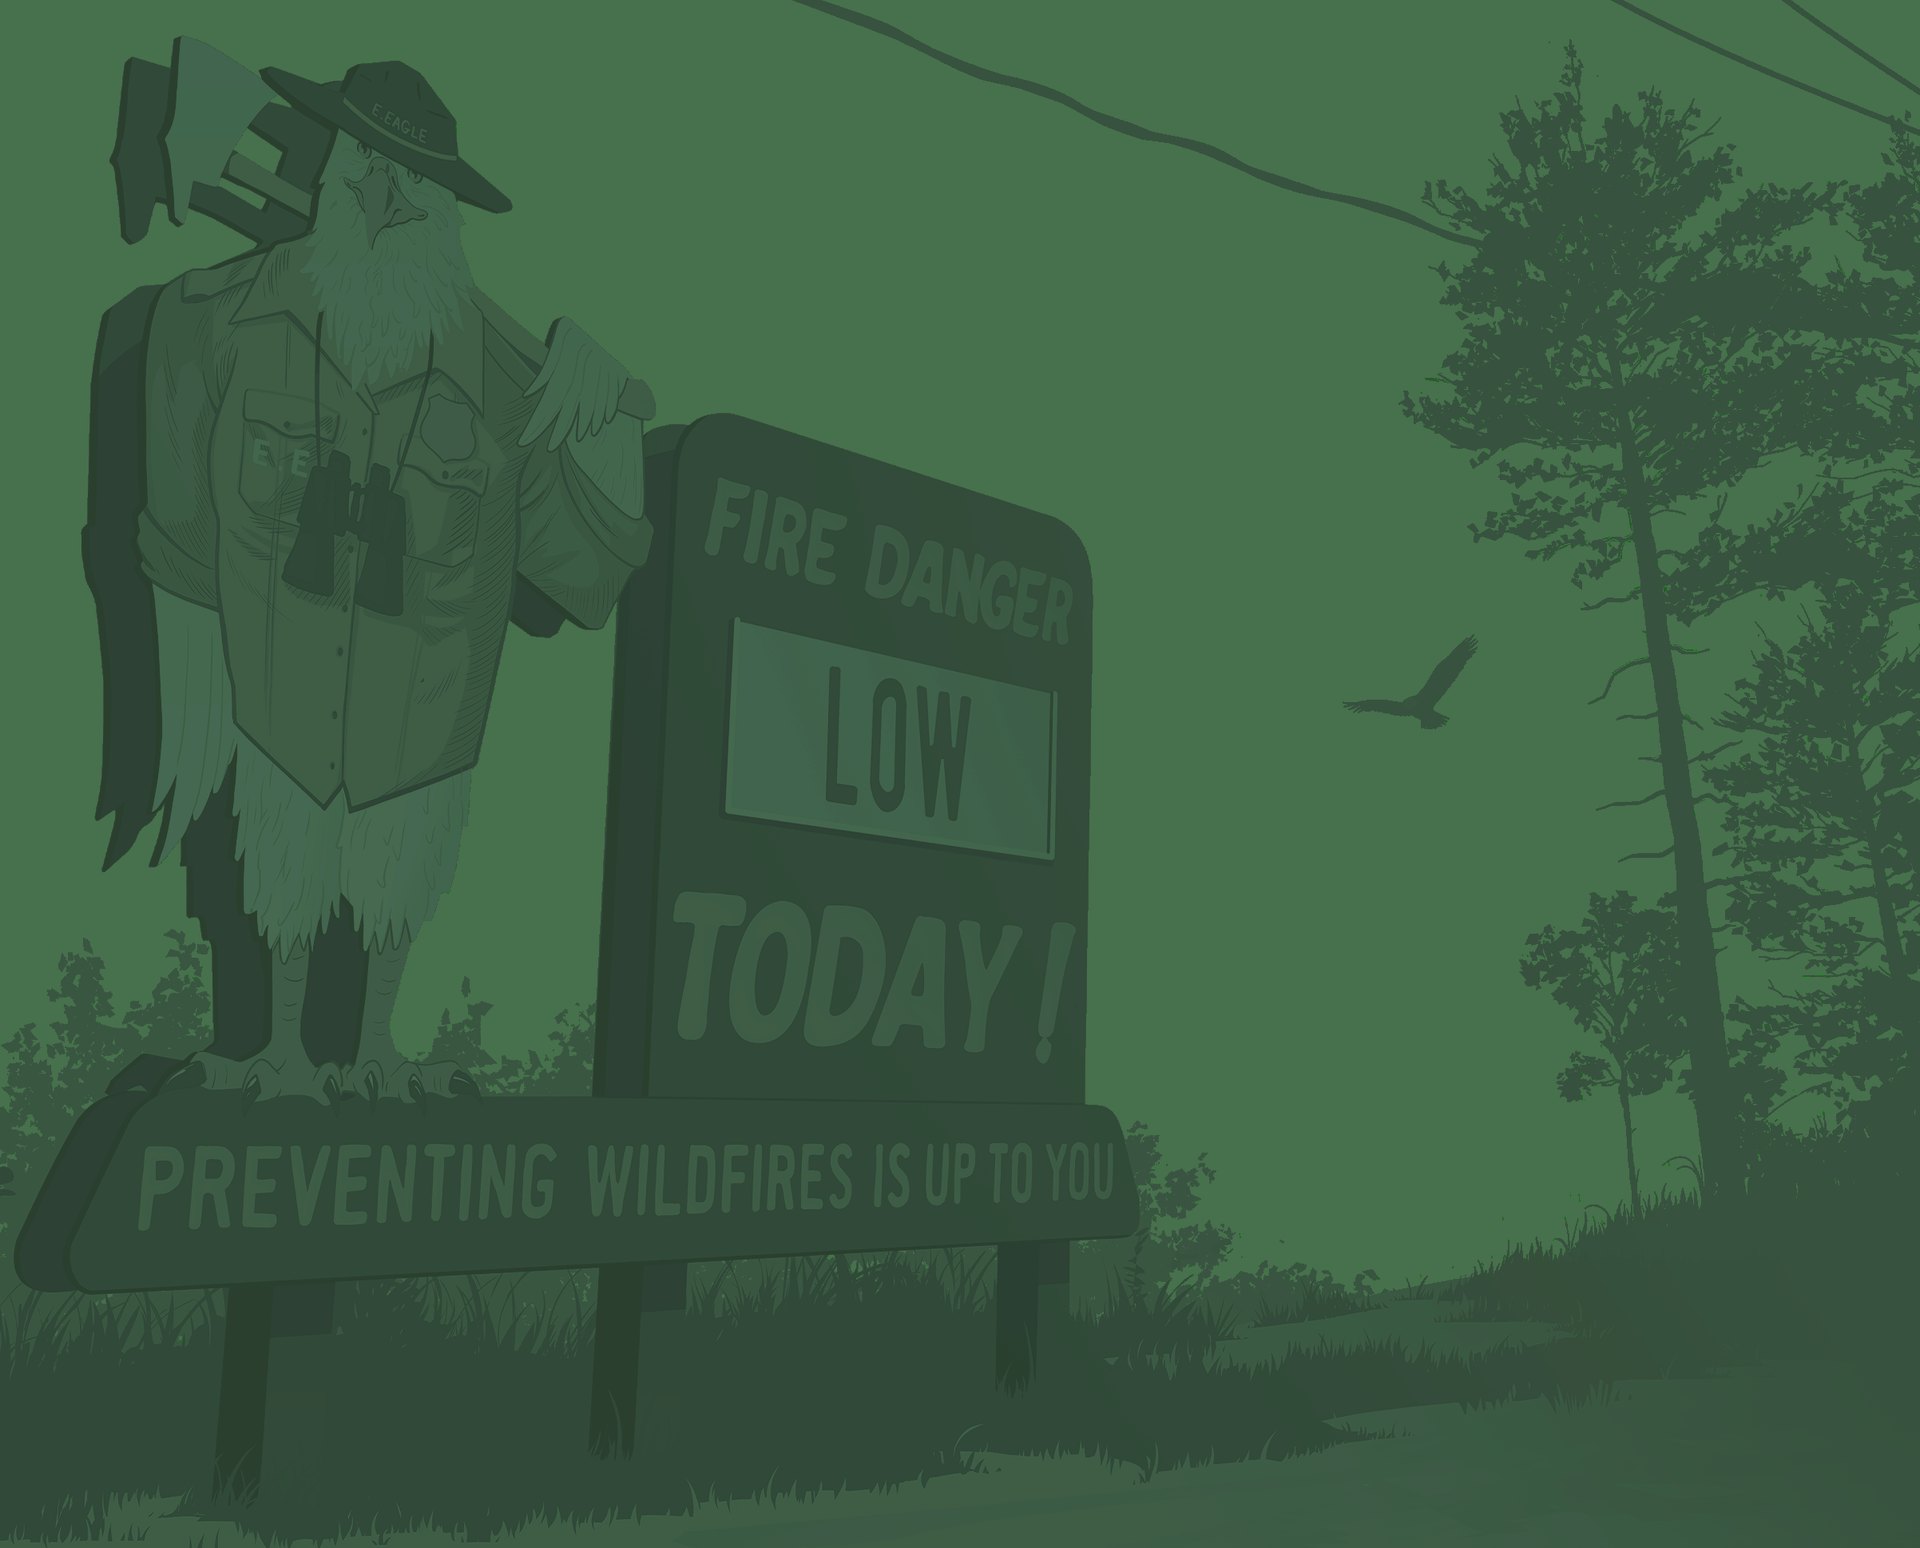 E.EAGLE
E. E
FIRE DANGER
LOW
TODAY!
PREVENTING WILDFIRES IS UP TO YOU